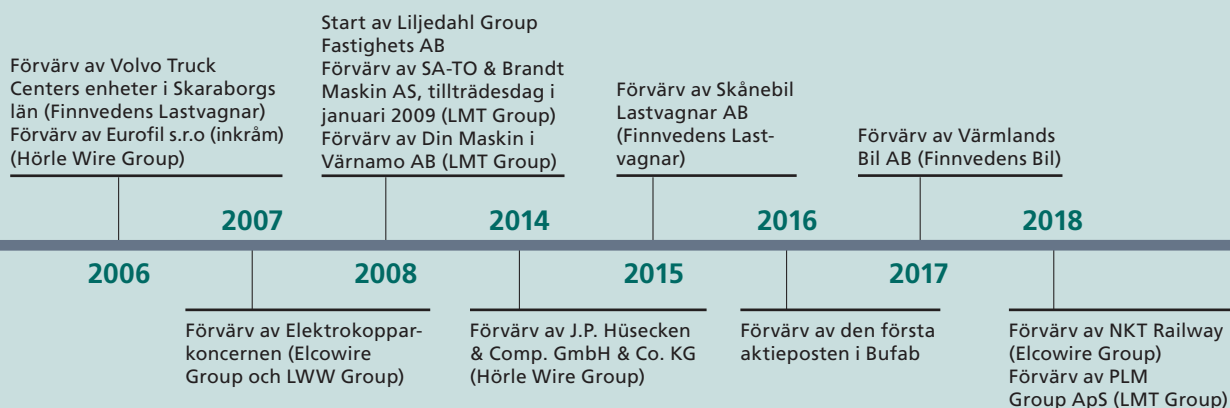 Förvärv av Volvo Truck
Centers enheter i Skaraborgs
län (Finnvedens Lastvagnar)
Förvärv av Eurofil s.r.o (inkråm)
(Hörle Wire Group)
2006
2007
Förvärv av Elektrokoppar-
koncernen (Elcowire
Group och LWW Group)
Start av Liljedahl Group
Fastighets AB
Förvärv av SA-TO & Brandt
Maskin AS, tillträdesdag i
januari 2009 (LMT Group)
Förvärv av Din Maskin i
Värnamo AB (LMT Group)
2008
2014
Förvärv av J.P. Hüsecken
& Comp. GmbH & Co. KG
(Hörle Wire Group)
Förvärv av Skånebil
Lastvagnar AB
(Finnvedens Last-
vagnar)
2015
2016
Förvärv av den första
aktieposten i Bufab
Förvärv av Värmlands
Bil AB (Finnvedens Bil)
2017
2018
Förvärv av NKT Railway
(Elcowire Group)
Förvärv av PLM
Group ApS (LMT Group)